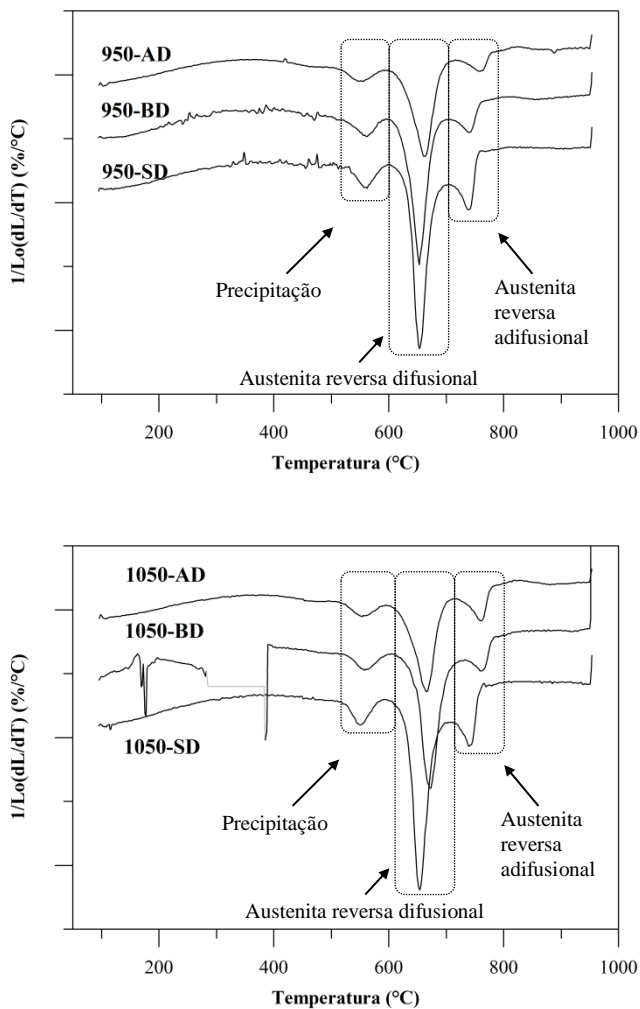 950-AD
950-BD
950-SD
1/Lo(dL/dT) (%/°C)
Precipitação
Austenita
reversa
adifusional
Austenita reversa difusional
200
400
600
800
1000
Temperatura (°C)
1050-AD
1050-BD
1050-SD
1/Lo(dL/dT) (%/°C)
Precipitação
Austenita
reversa
adifusional
Austenita reversa difusional
200
400
600
800
1000
Temperatura (°C)